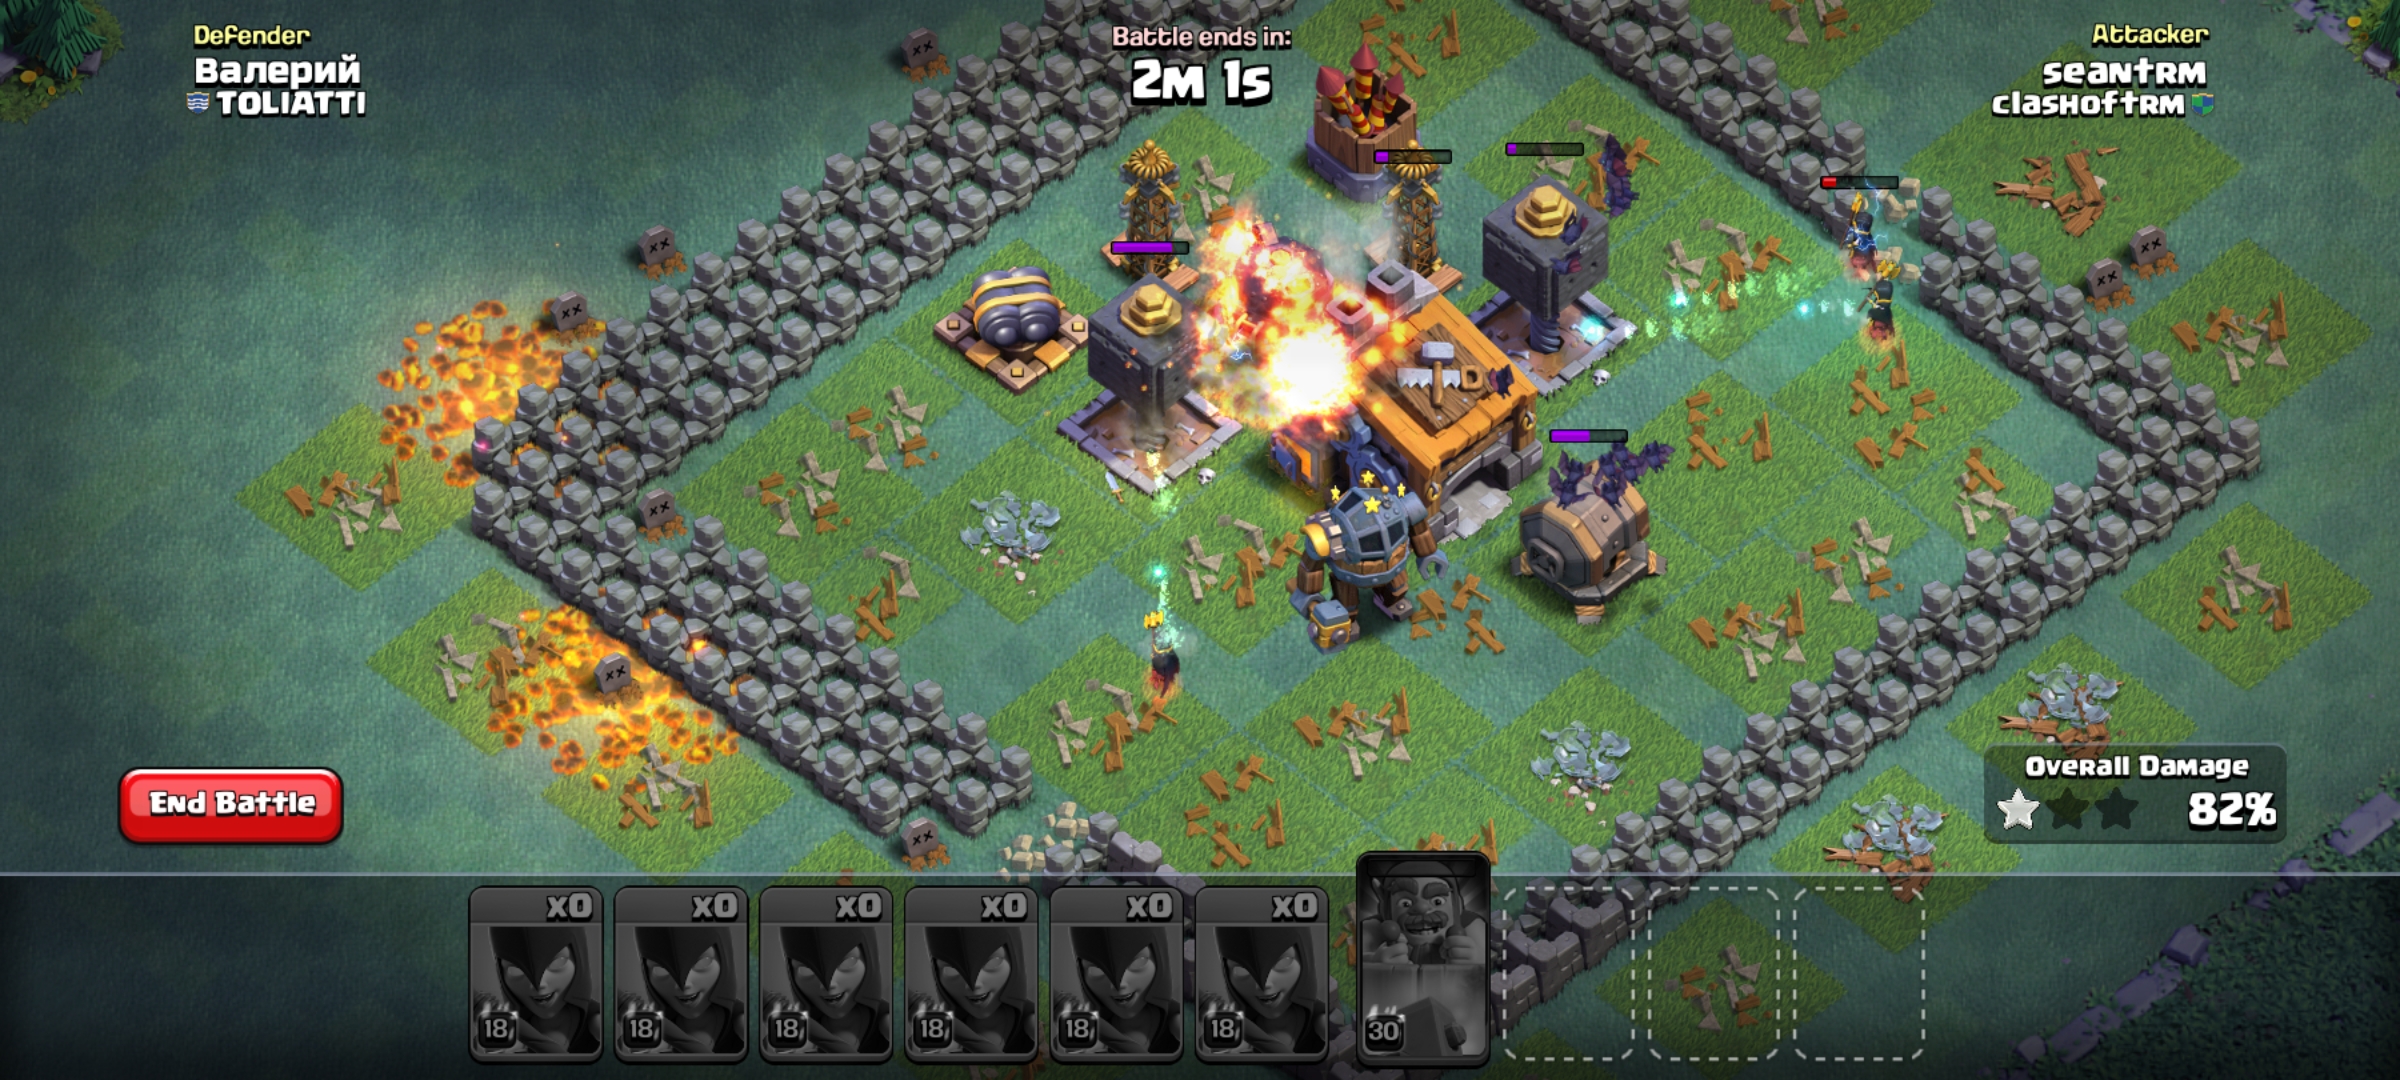 Defender
Валерий
TOLIATTI
Battle ends in:
2M 1s
Attacker
seantrm
clashoftrm
End Battle
Overall Damage
82%
x0
x0
x0
x0
x0
x0
18
18
18
18
18
18
30